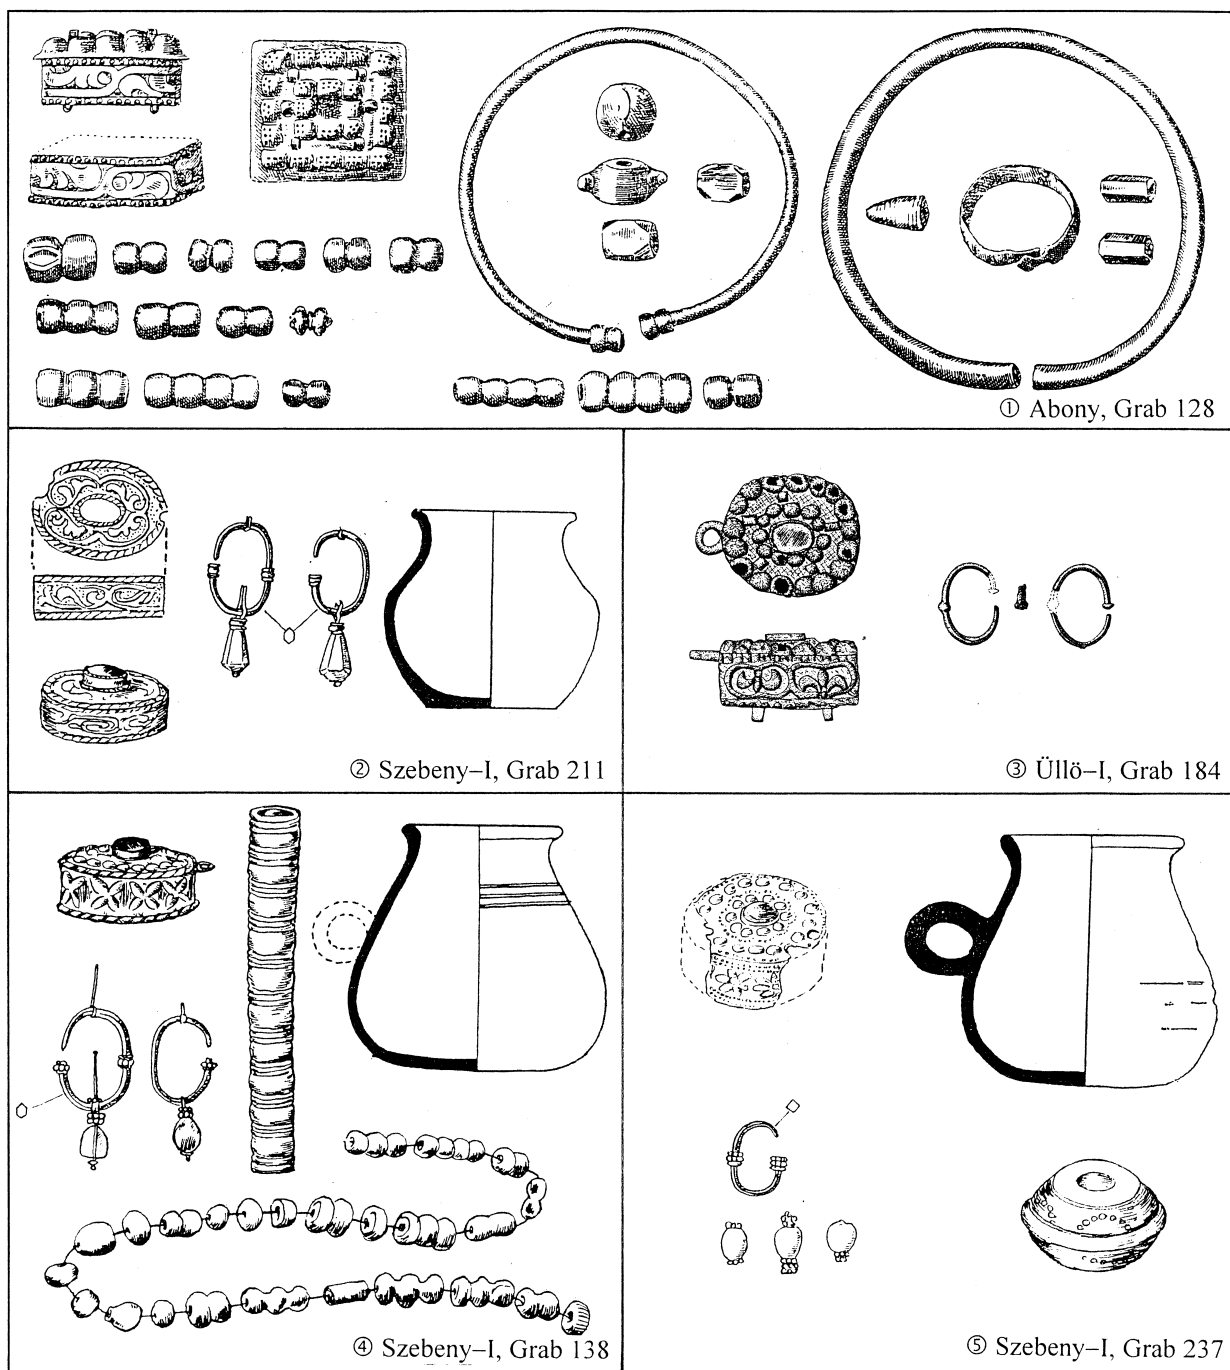 ① Abony, Grab 128
② Szebeny–I, Grab 211
③ Üllö–I, Grab 184
④ Szebeny–I, Grab 138
⑤ Szebeny–I, Grab 237